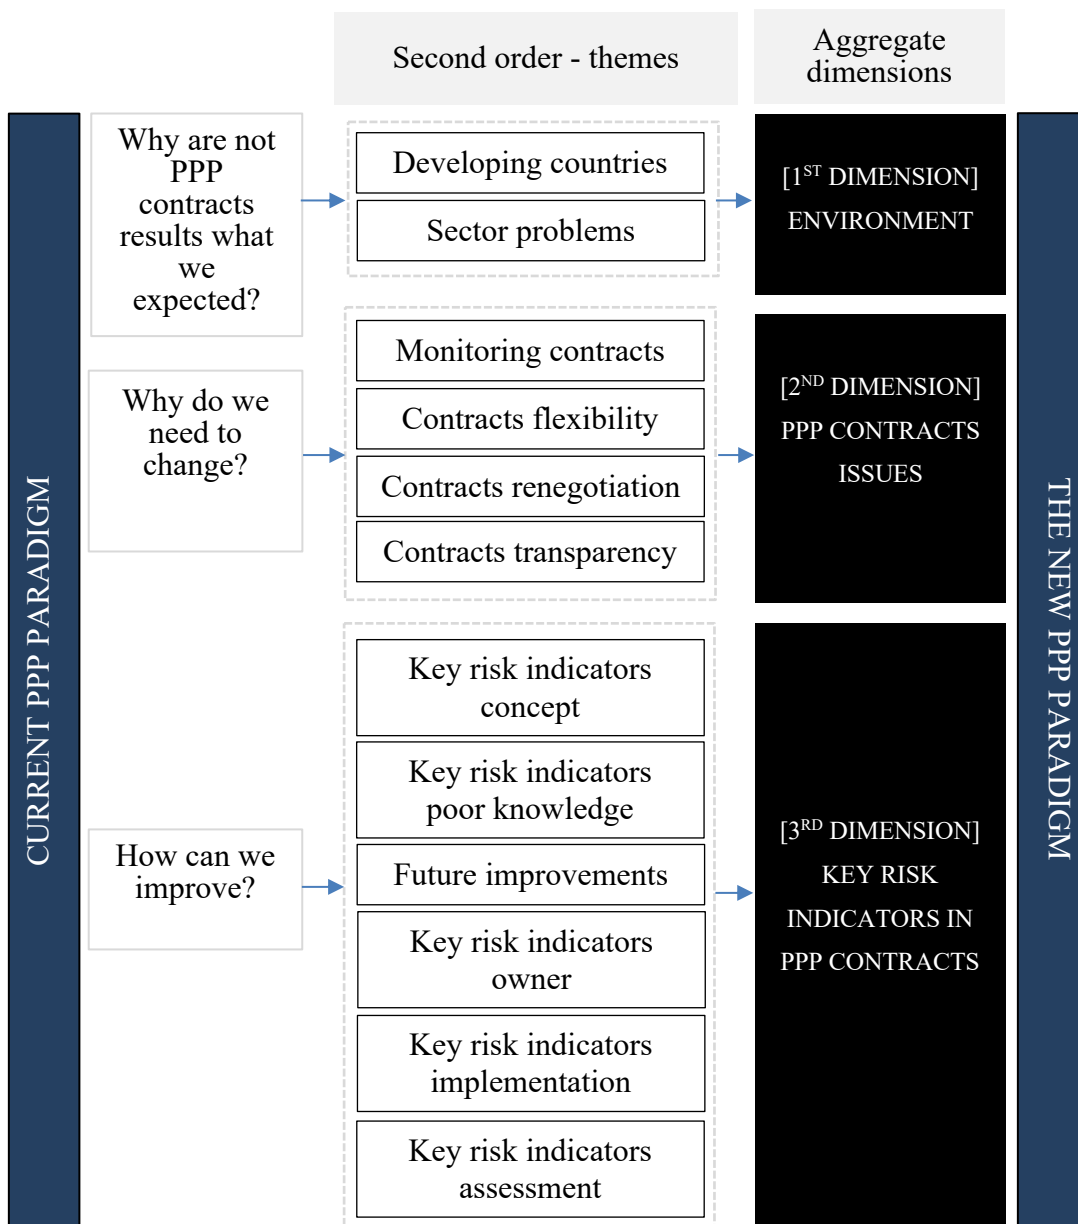 Second order - themes
Aggregate
dimensions
CURRENT PPP PARADIGM
Why are not
PPP
contracts
results what
we
expected?
Developing countries
Sector problems
[1ST DIMENSION]
ENVIRONMENT
Why do we
need to
change?
Monitoring contracts
Contracts flexibility
Contracts renegotiation
Contracts transparency
[2ND DIMENSION]
PPP CONTRACTS
ISSUES
How can we
improve?
Key risk indicators
concept
Key risk indicators
poor knowledge
Future improvements
Key risk indicators
owner
Key risk indicators
implementation
Key risk indicators
assessment
[3RD DIMENSION]
KEY RISK
INDICATORS IN
PPP CONTRACTS
THE NEW PPP PARADIGM